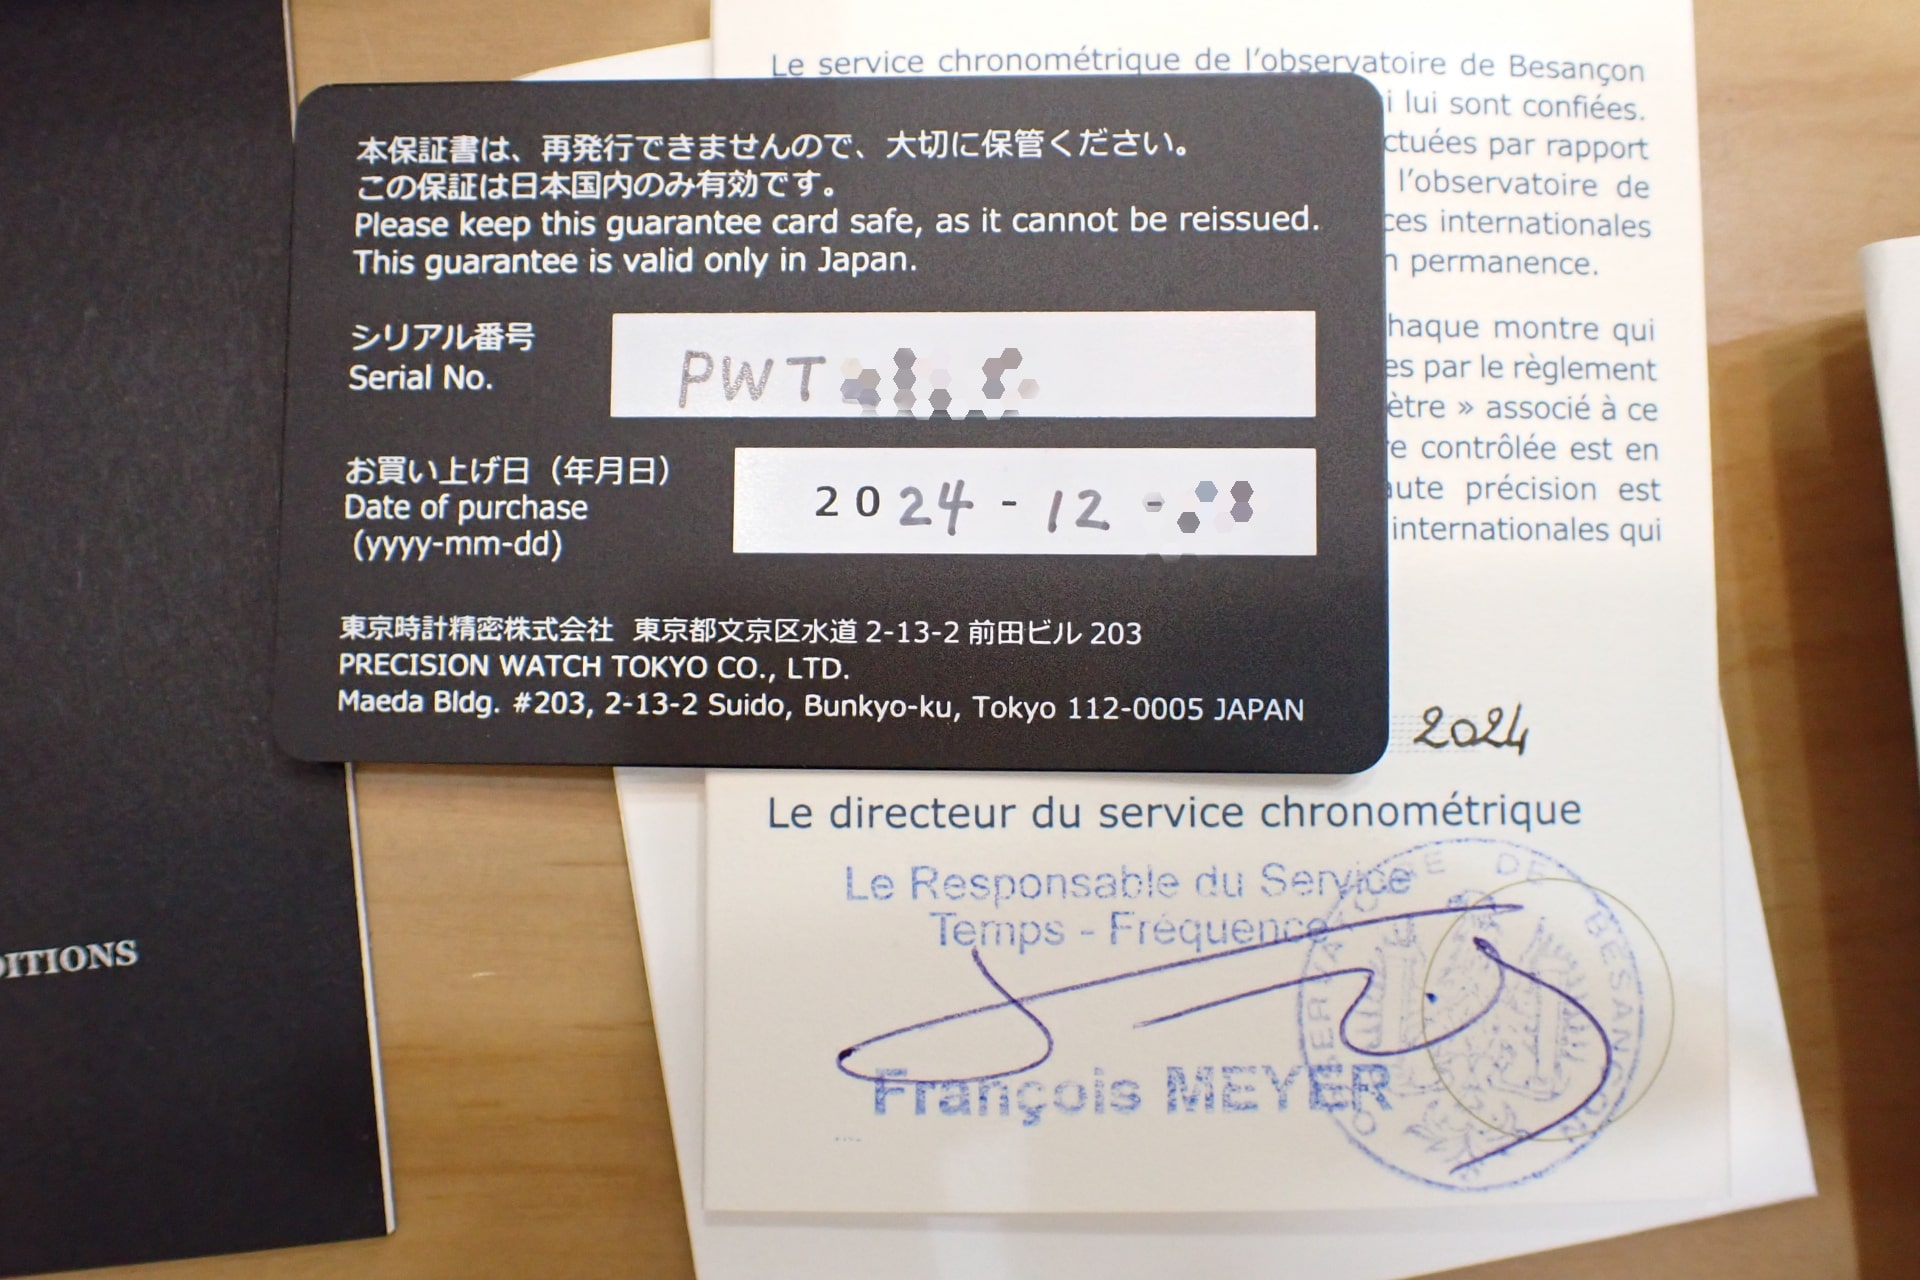 本保証書は、再発行できませんので、大切に保管ください。
この保証は日本国内のみ有効です。
Please keep this guarantee card safe, as it cannot be reissued.
This guarantee is valid only in Japan.
シリアル番号
Serial No.
PWT
お買い上げ日（年月日）
Date of purchase
(yyyy-mm-dd)
2024 - 12 -
東京時計精密株式会社 東京都文京区水道 2-13-2 前田ビル 203
PRECISION WATCH TOKYO CO., LTD.
Maeda Bldg. #203, 2-13-2 Suido, Bunkyo-ku, Tokyo 112-0005 JAPAN
Le service chronométrique de l'observatoire de Besançon
lui sont confiées.
par rapport
l'observatoire de
internationales
permanence.
montre qui
par le règlement
» associé à ce
contrôlée est en
précision est
internationales qui
2024
Le directeur du service chronométrique
Le Responsable du Service
Temps - Fréquence
François MEYER
OBSERVATOIRE DE BESANCON
DITIONS